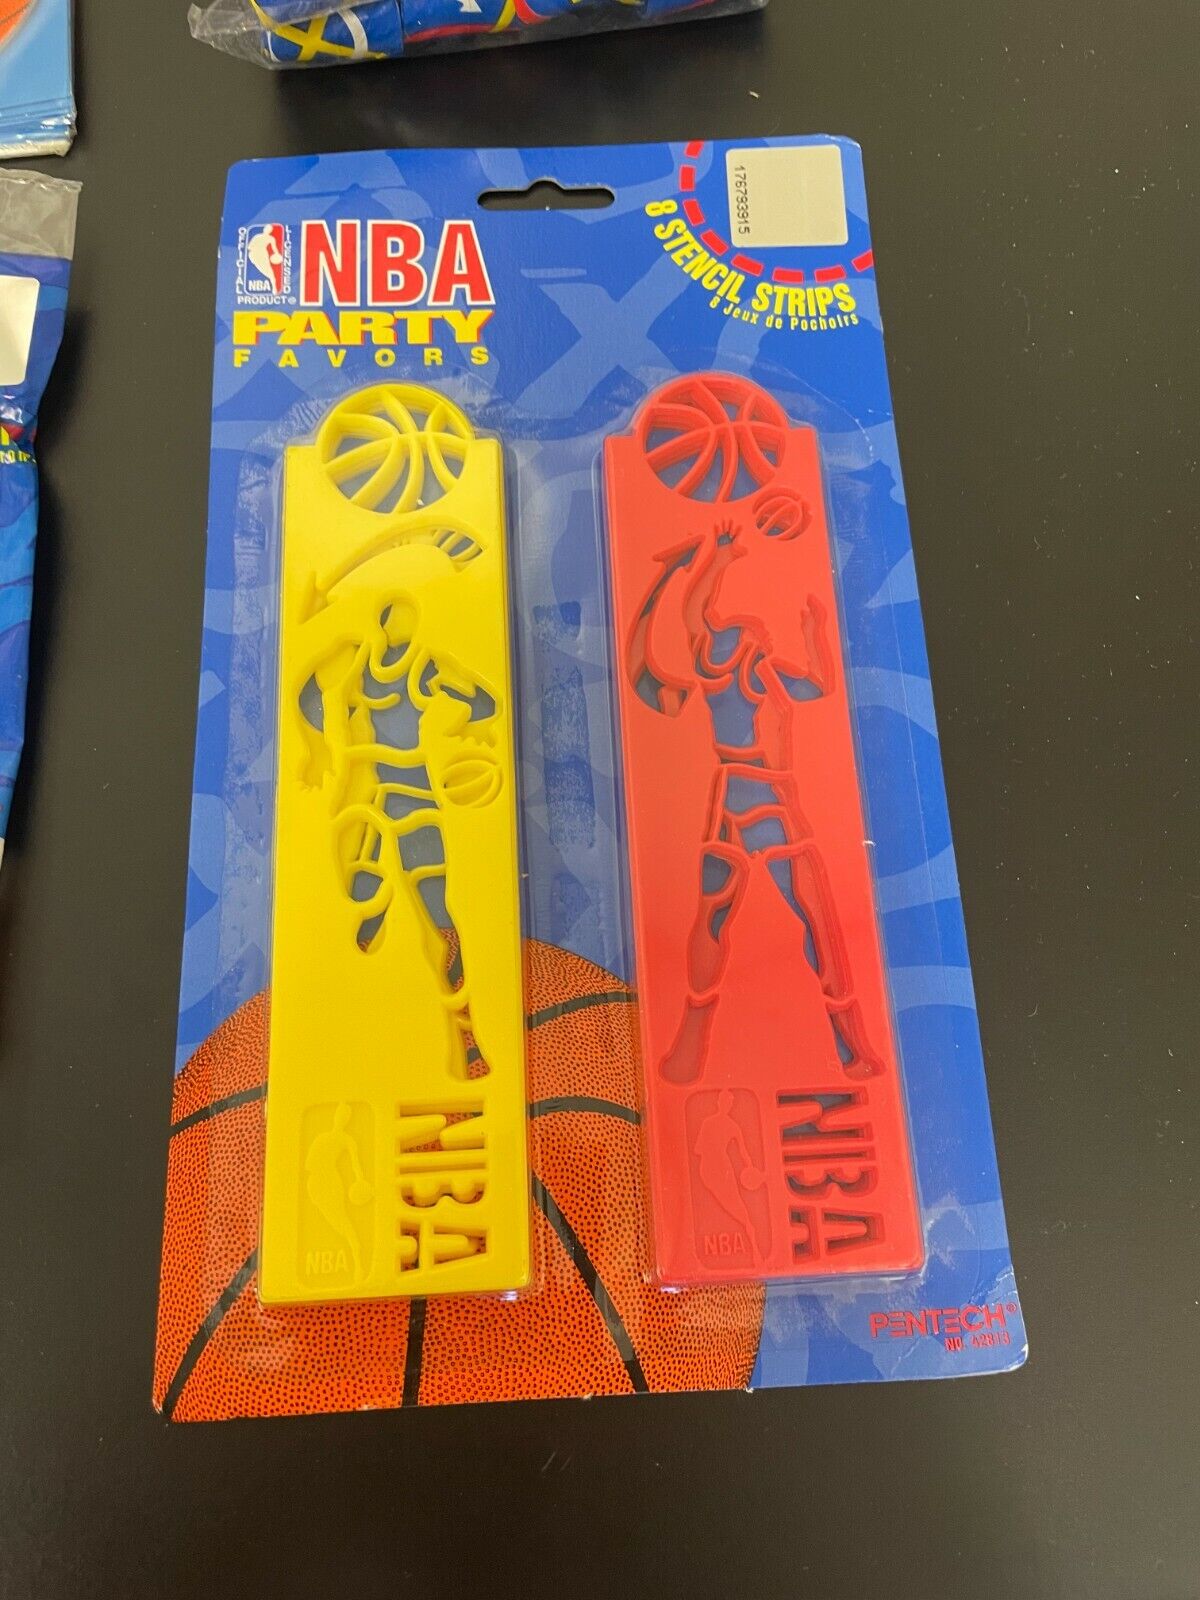 OFFICIAL LICENSED
NBA
PRODUCT®
NBA
PARTY
FAVORS
176793915
8 STENCIL STRIPS
8 Jeux de Pochoirs
NBA
NBA
NBA
NBA
PENTECH®
NO. 42813